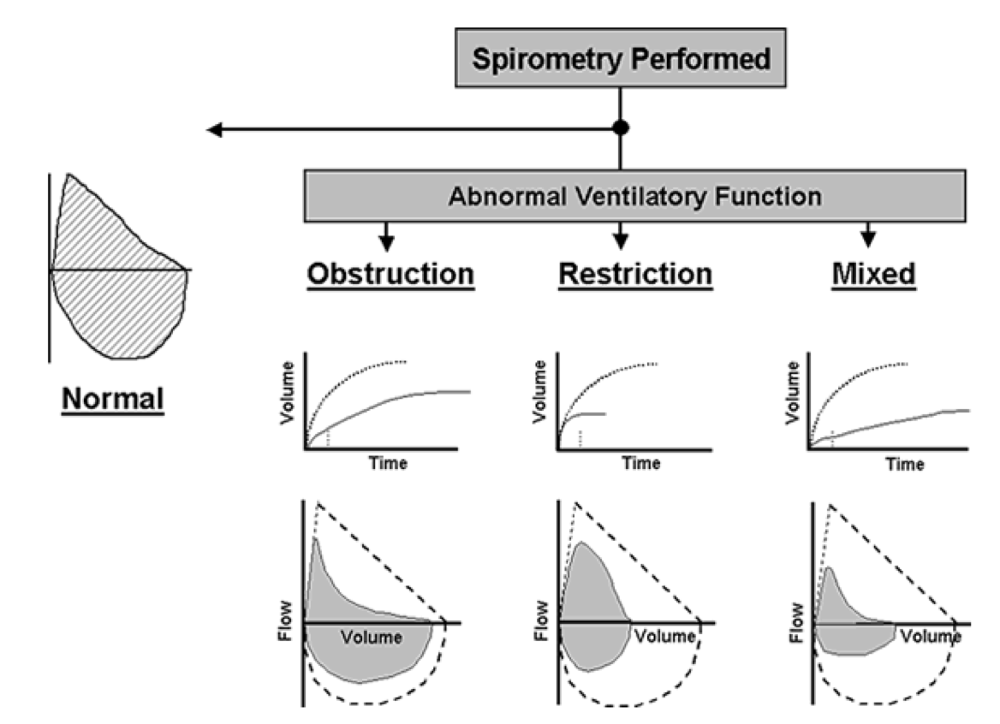 Spirometry Performed
Abnormal Ventilatory Function
Obstruction
Restriction
Mixed
Normal
Volume
Time
Volume
Time
Volume
Time
Flow
Volume
Flow
Volume
Flow
Volume